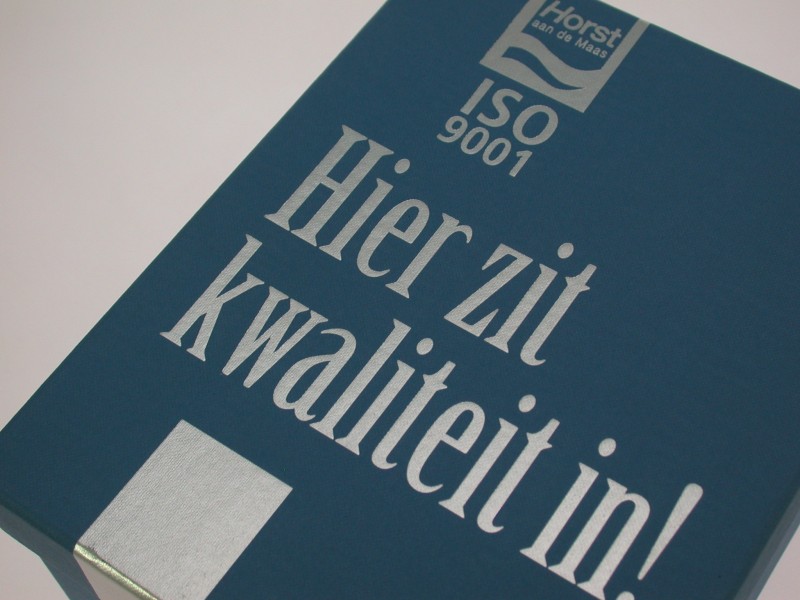 Horst
aan de Maas
ISO
9001
Hier zit
kwaliteit in!